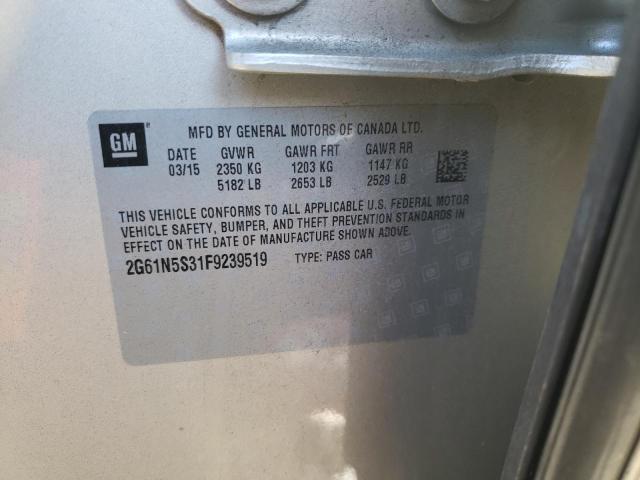 GM
MFD BY GENERAL MOTORS OF CANADA LTD.
DATE GVWR GAWR FRT GAWR RR
03/15 2350 KG 1203 KG 1147 KG
5182 LB 2653 LB 2529 LB
THIS VEHICLE CONFORMS TO ALL APPLICABLE U.S. FEDERAL MOTOR
VEHICLE SAFETY, BUMPER, AND THEFT PREVENTION STANDARDS IN
EFFECT ON THE DATE OF MANUFACTURE SHOWN ABOVE.
2G61N5S31F9239519 TYPE: PASS CAR